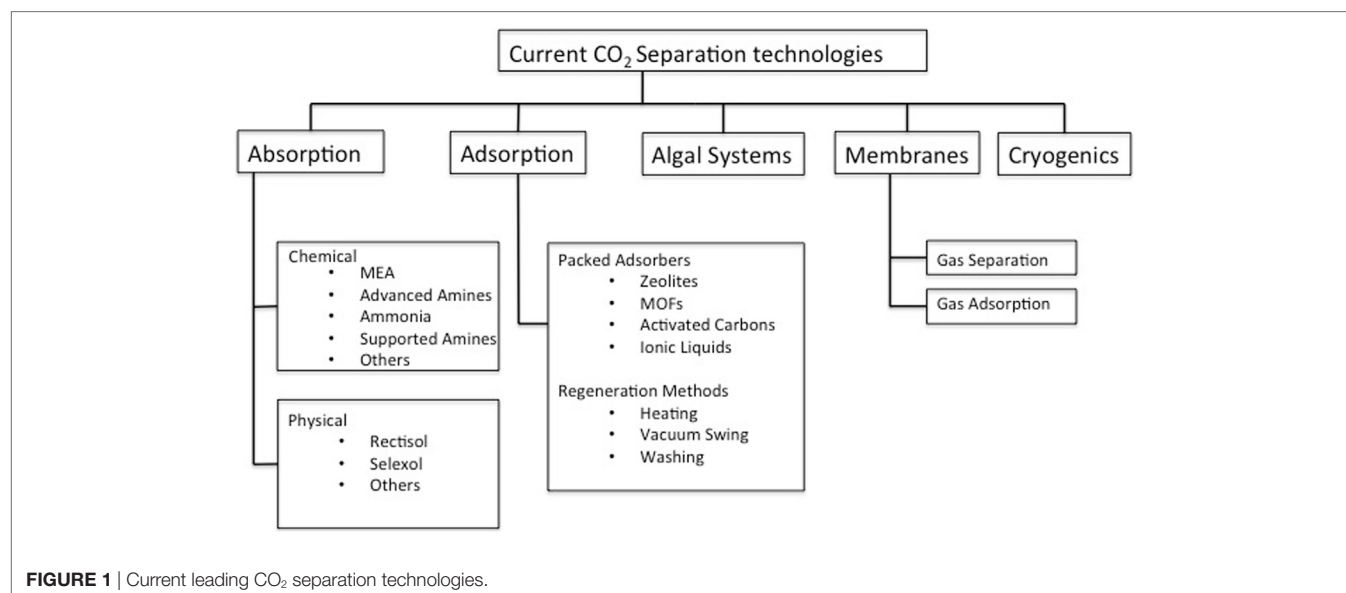 Current CO₂ Separation technologies
Absorption
Adsorption
Algal Systems
Membranes
Cryogenics
Chemical
• MEA
• Advanced Amines
• Ammonia
• Supported Amines
• Others
Physical
• Rectisol
• Selexol
• Others
Packed Adsorbers
• Zeolites
• MOFs
• Activated Carbons
• Ionic Liquids
Regeneration Methods
• Heating
• Vacuum Swing
• Washing
Gas Separation
Gas Adsorption
FIGURE 1 | Current leading CO₂ separation technologies.